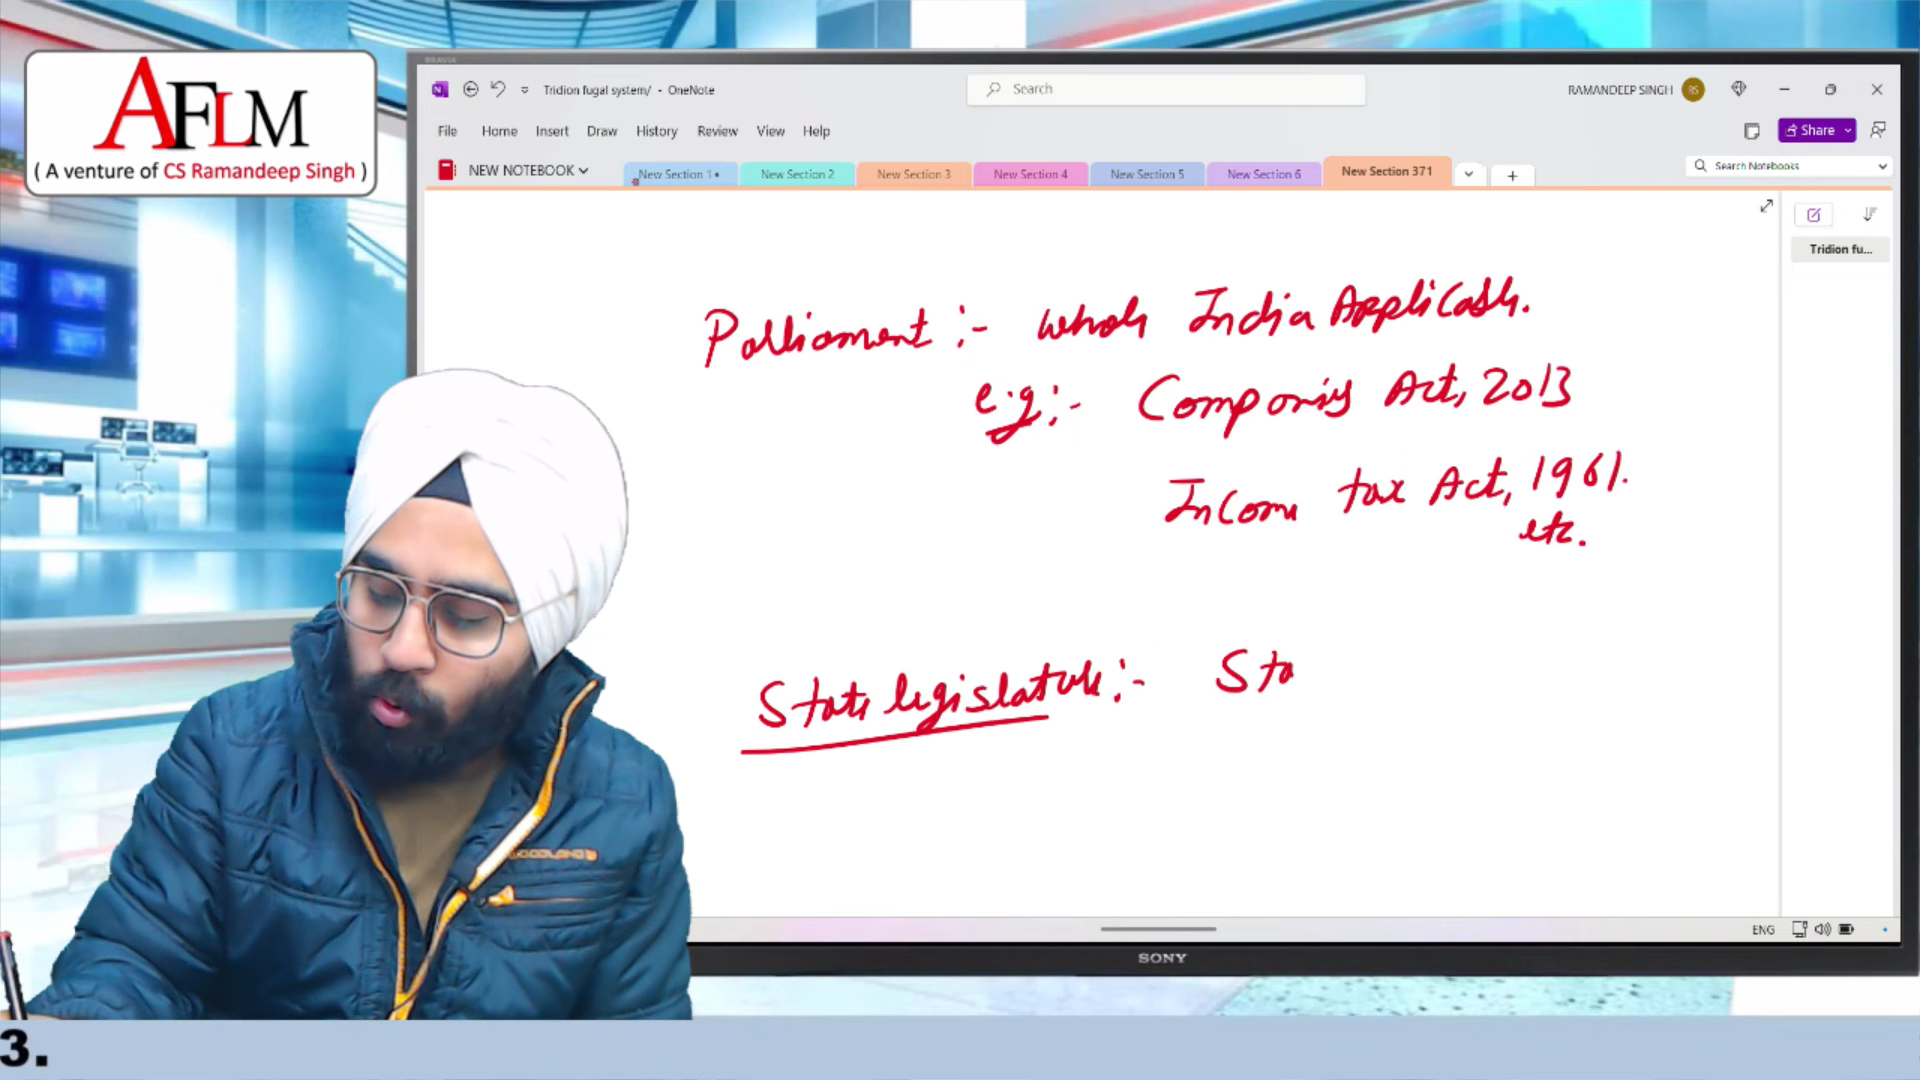 AFLM
( A venture of CS Ramandeep Singh )
BRAVIA
Tridion fugal system/ - OneNote
Search
RAMANDEEP SINGH
RS
File Home Insert Draw History Review View Help
Share
NEW NOTEBOOK
New Section 1
New Section 2
New Section 3
New Section 4
New Section 5
New Section 6
New Section 371
Search Notebooks
Tridion fu...
Palliament :- Whole India Applicable.
e.g :- Companies Act, 2013
Income tax Act, 1961.
etc.
State legislature :- Sta
ENG
SONY
3.